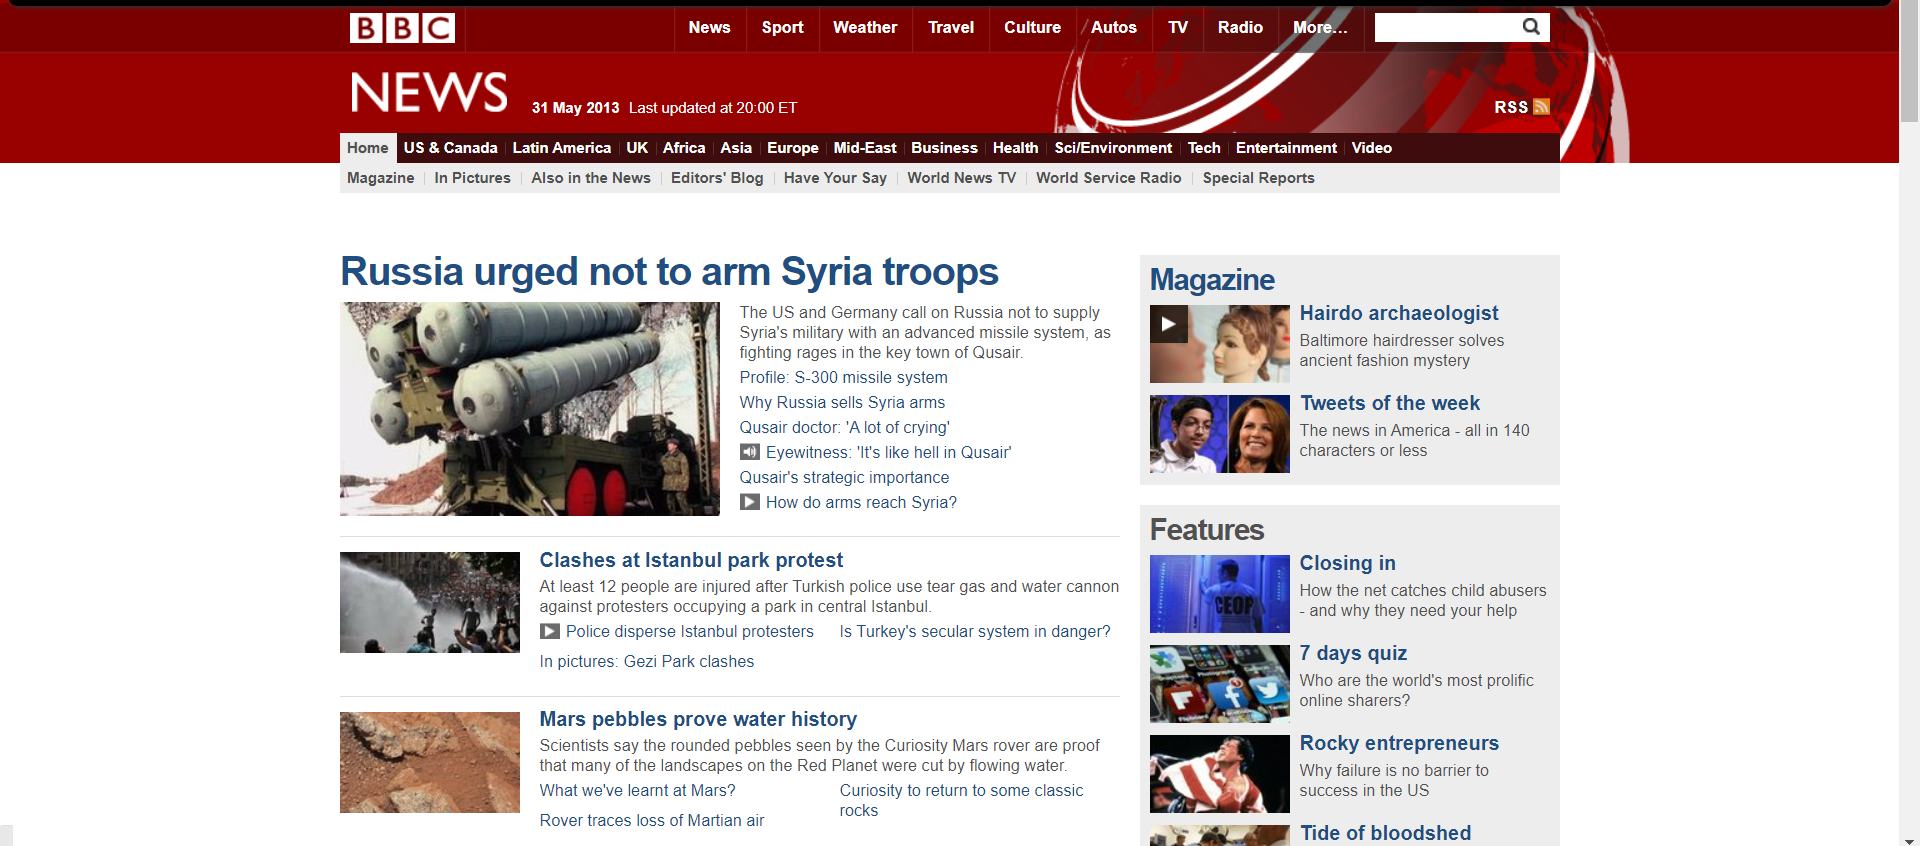 BBC
News Sport Weather Travel Culture Autos TV Radio More...
NEWS
31 May 2013 Last updated at 20:00 ET
RSS
Home US & Canada Latin America UK Africa Asia Europe Mid-East Business Health Sci/Environment Tech Entertainment Video
Magazine In Pictures Also in the News Editors' Blog Have Your Say World News TV World Service Radio Special Reports
Russia urged not to arm Syria troops
The US and Germany call on Russia not to supply
Syria's military with an advanced missile system, as
fighting rages in the key town of Qusair.
Profile: S-300 missile system
Why Russia sells Syria arms
Qusair doctor: 'A lot of crying'
Eyewitness: 'It's like hell in Qusair'
Qusair's strategic importance
How do arms reach Syria?
Clashes at Istanbul park protest
At least 12 people are injured after Turkish police use tear gas and water cannon
against protesters occupying a park in central Istanbul.
Police disperse Istanbul protesters
Is Turkey's secular system in danger?
In pictures: Gezi Park clashes
Mars pebbles prove water history
Scientists say the rounded pebbles seen by the Curiosity Mars rover are proof
that many of the landscapes on the Red Planet were cut by flowing water.
What we've learnt at Mars?
Curiosity to return to some classic
rocks
Rover traces loss of Martian air
Magazine
Hairdo archaeologist
Baltimore hairdresser solves
ancient fashion mystery
Tweets of the week
The news in America - all in 140
characters or less
Features
Closing in
CEOP
How the net catches child abusers
- and why they need your help
7 days quiz
Who are the world's most prolific
online sharers?
Rocky entrepreneurs
Why failure is no barrier to
success in the US
Tide of bloodshed